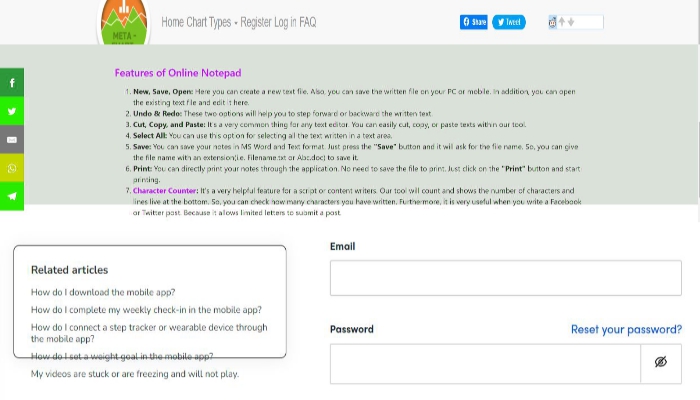 META-
Home Chart Types - Register Log in FAQ
Share
Tweet
Features of Online Notepad
1. New, Save, Open: Here you can create a new text file. Also, you can save the written file on your PC or mobile. In addition, you can open
the existing text file and edit it here.
2. Undo & Redo: These two options will help you to step forward or backward the written text.
3. Cut, Copy, and Paste: It's a very common thing for any text editor. You can easily cut, copy, or paste texts within our tool.
4. Select All: You can use this option for selecting all the text written in a text area.
5. Save: You can save your notes in MS Word and Text format. Just press the "Save" button and it will ask for the file name. So, you can give
the file name with an extension(i.e. Filename.txt or Abc.doc) to save it.
6. Print: You can directly print your notes through the application. No need to save the file to print. Just click on the "Print" button and start
printing.
7. Character Counter: It's a very helpful feature for a script or content writers. Our tool will count and shows the number of characters and
lines live at the bottom. So, you can check how many characters you have written. Furthermore, it is very useful when you write a Facebook
or Twitter post. Because it allows limited letters to submit a post.
Related articles
How do I download the mobile app?
How do I complete my weekly check-in in the mobile app?
How do I connect a step tracker or wearable device through
the mobile app?
How do I set a weight goal in the mobile app?
My videos are stuck or are freezing and will not play.
Email
Password
Reset your password?